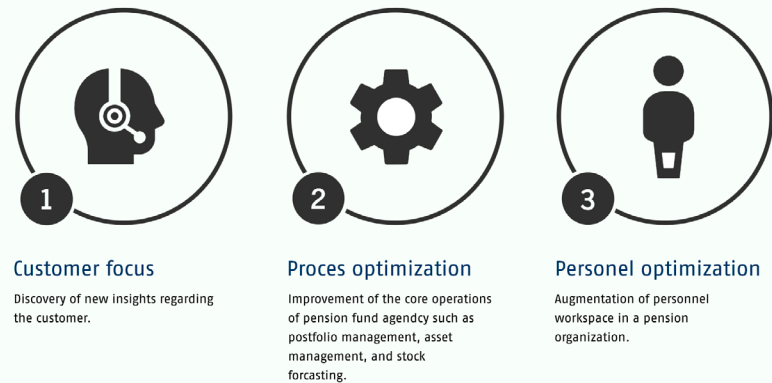 1
Customer focus
Discovery of new insights regarding
the customer.
2
Proces optimization
Improvement of the core operations
of pension fund agendcy such as
postfolio management, asset
management, and stock
forcasting.
3
Personel optimization
Augmentation of personnel
workspace in a pension
organization.